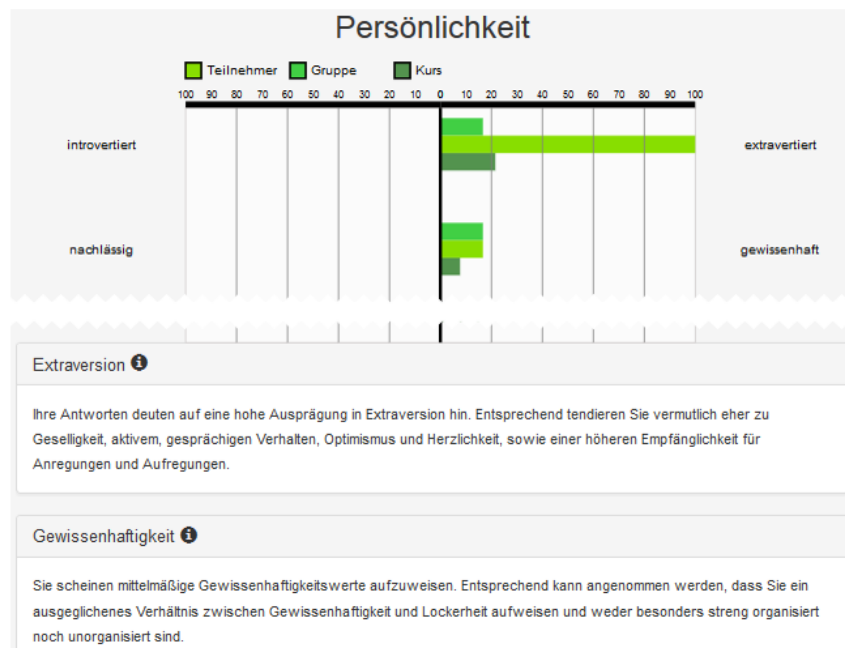 Persönlichkeit
Teilnehmer Gruppe Kurs
100 90 80 70 60 50 40 30 20 10 0 10 20 30 40 50 60 70 80 90 100
introvertiert extravertiert
nachlässig gewissenhaft
Extraversion
Ihre Antworten deuten auf eine hohe Ausprägung in Extraversion hin. Entsprechend tendieren Sie vermutlich eher zu
Geselligkeit, aktivem, gesprächigen Verhalten, Optimismus und Herzlichkeit, sowie einer höheren Empfänglichkeit für
Anregungen und Aufregungen.
Gewissenhaftigkeit
Sie scheinen mittelmäßige Gewissenhaftigkeitswerte aufzuweisen. Entsprechend kann angenommen werden, dass Sie ein
ausgeglichenes Verhältnis zwischen Gewissenhaftigkeit und Lockerheit aufweisen und weder besonders streng organisiert
noch unorganisiert sind.